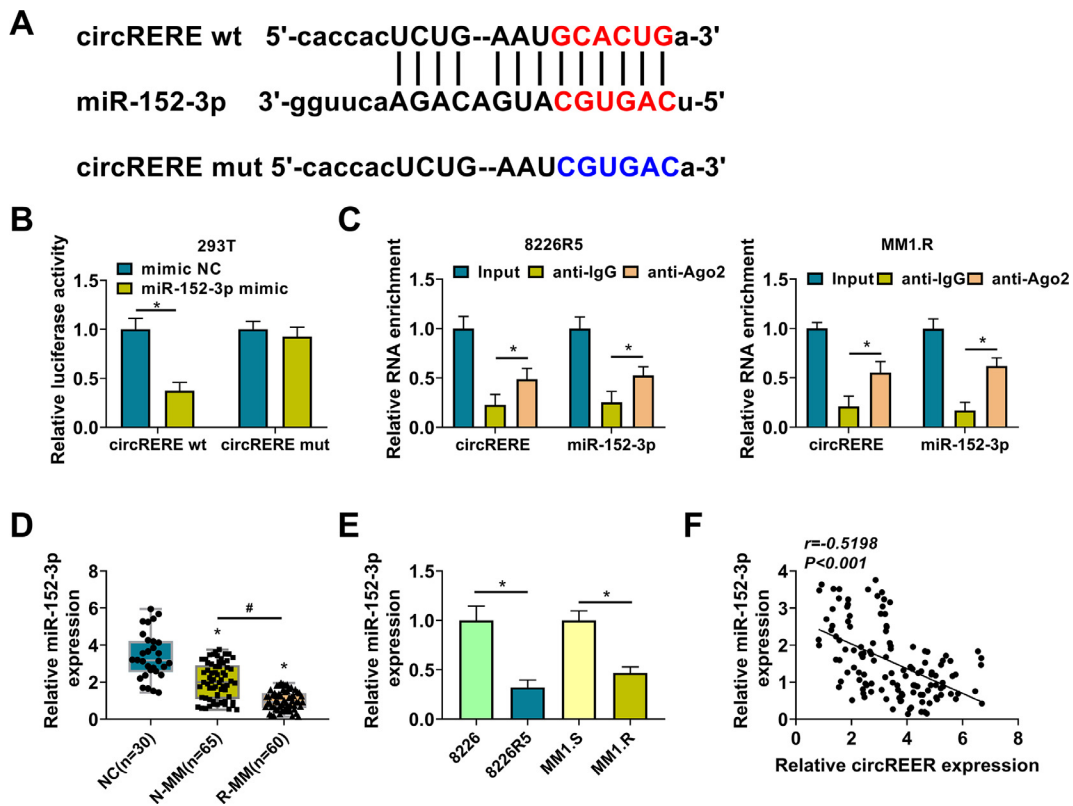 A
circRERE wt 5'-caccacUCUG--AAUGCACUGa-3'
miR-152-3p 3'-gguucaAGACAGUACGUGACu-5'
circRERE mut 5'-caccacUCUG--AAUCGUGACa-3'
B
293T
mimic NC
miR-152-3p mimic
Relative luciferase activity
1.5
1.0
0.5
0.0
*
circRERE wt
circRERE mut
C
8226R5
Input anti-IgG anti-Ago2
Relative RNA enrichment
1.5
1.0
0.5
0.0
*
*
circRERE
miR-152-3p
MM1.R
Input anti-IgG anti-Ago2
Relative RNA enrichment
1.5
1.0
0.5
0.0
*
*
circRERE
miR-152-3p
D
Relative miR-152-3p
expression
8
6
4
2
0
#
*
*
NC(n=30)
N-MM(n=65)
R-MM(n=60)
E
Relative miR-152-3p
expression
1.5
1.0
0.5
0.0
*
*
8226
8226R5
MM1.S
MM1.R
F
r=-0.5198
P<0.001
Relative miR-152-3p
expression
4
3
2
1
0
0 2 4 6 8
Relative circREER expression